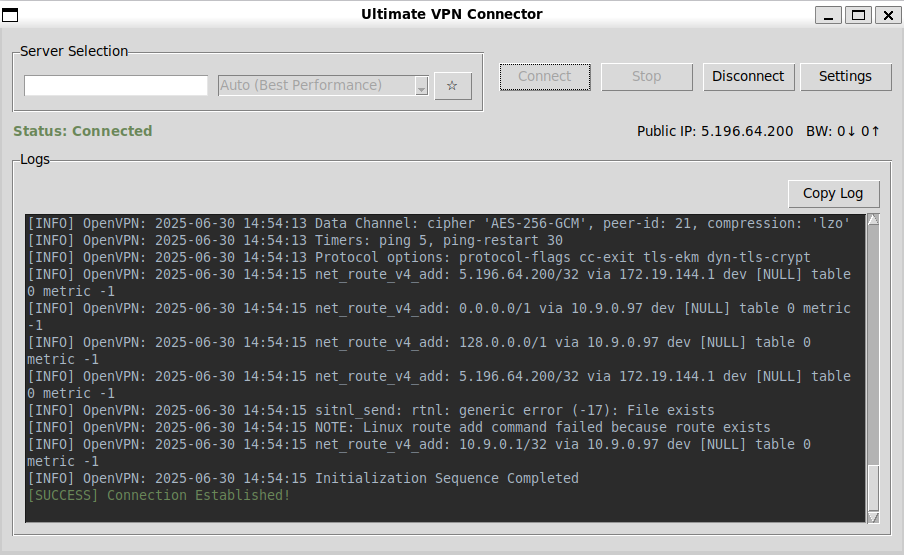 Ultimate VPN Connector
Server Selection
Auto (Best Performance)
☆
Connect
Stop
Disconnect
Settings
Status: Connected
Public IP: 5.196.64.200 BW: 0↓ 0↑
Logs
Copy Log
[INFO] OpenVPN: 2025-06-30 14:54:13 Data Channel: cipher 'AES-256-GCM', peer-id: 21, compression: 'lzo'
[INFO] OpenVPN: 2025-06-30 14:54:13 Timers: ping 5, ping-restart 30
[INFO] OpenVPN: 2025-06-30 14:54:13 Protocol options: protocol-flags cc-exit tls-ekm dyn-tls-crypt
[INFO] OpenVPN: 2025-06-30 14:54:15 net_route_v4_add: 5.196.64.200/32 via 172.19.144.1 dev [NULL] table
0 metric -1
[INFO] OpenVPN: 2025-06-30 14:54:15 net_route_v4_add: 0.0.0.0/1 via 10.9.0.97 dev [NULL] table 0 metric
-1
[INFO] OpenVPN: 2025-06-30 14:54:15 net_route_v4_add: 128.0.0.0/1 via 10.9.0.97 dev [NULL] table 0
metric -1
[INFO] OpenVPN: 2025-06-30 14:54:15 net_route_v4_add: 5.196.64.200/32 via 172.19.144.1 dev [NULL] table
0 metric -1
[INFO] OpenVPN: 2025-06-30 14:54:15 sitnl_send: rtnl: generic error (-17): File exists
[INFO] OpenVPN: 2025-06-30 14:54:15 NOTE: Linux route add command failed because route exists
[INFO] OpenVPN: 2025-06-30 14:54:15 net_route_v4_add: 10.9.0.1/32 via 10.9.0.97 dev [NULL] table 0
metric -1
[INFO] OpenVPN: 2025-06-30 14:54:15 Initialization Sequence Completed
[SUCCESS] Connection Established!